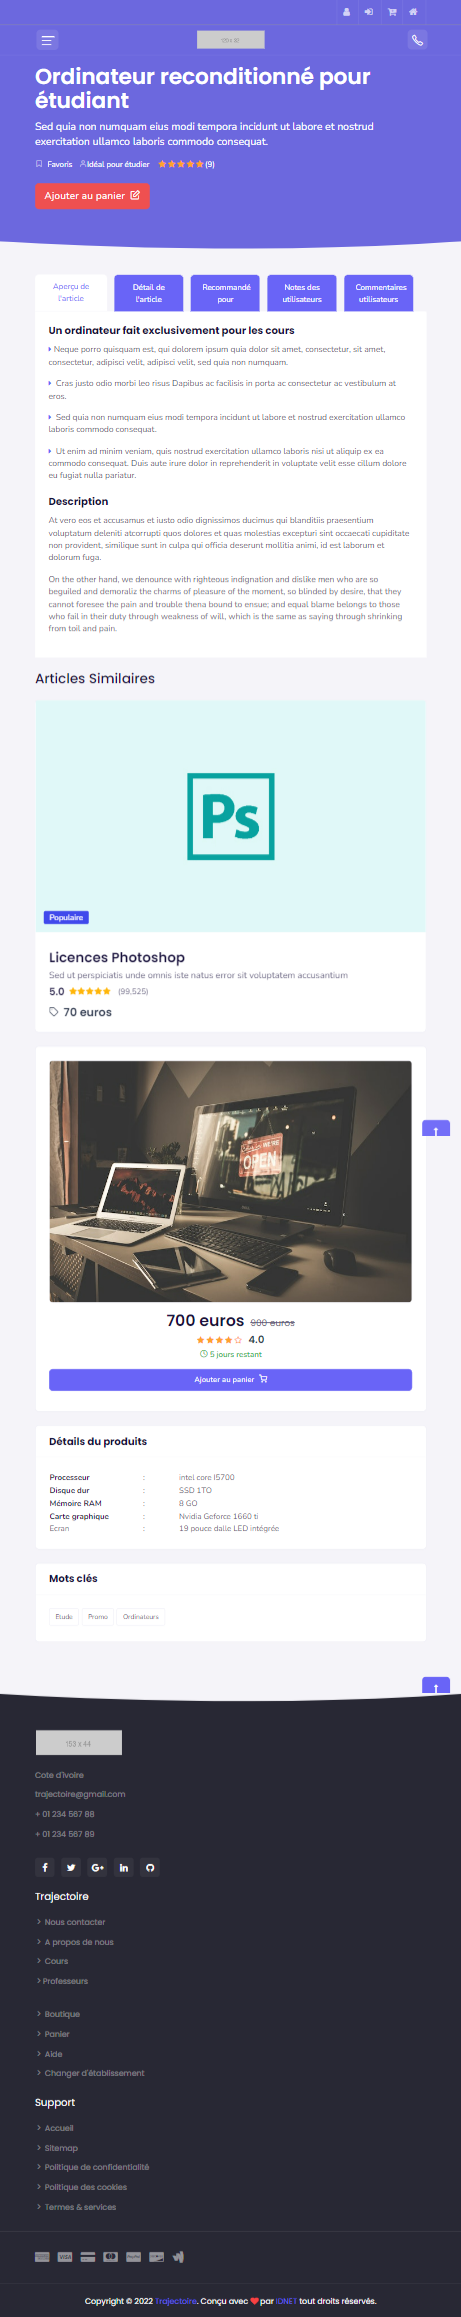 153 x 81
Ordinateur reconditionné pour
étudiant
Sed quia non numquam eius modi tempora incidunt ut labore et nostrud
exercitation ullamco laboris commodo consequat.
Favoris Idéal pour étudier (9)
Ajouter au panier
Aperçu de
l'article
Détail de
l'article
Recommandé
pour
Notes des
utilisateurs
Commentaires
utilisateurs
Un ordinateur fait exclusivement pour les cours
Neque porro quisquam est, qui dolorem ipsum quia dolor sit amet, consectetur, sit amet,
consectetur, adipisci velit, adipisci velit, sed quia non numquam.
Cras justo odio morbi leo risus Dapibus ac facilisis in porta ac consectetur ac vestibulum at
eros.
Sed quia non numquam eius modi tempora incidunt ut labore et nostrud exercitation ullamco
laboris commodo consequat.
Ut enim ad minim veniam, quis nostrud exercitation ullamco laboris nisi ut aliquip ex ea
commodo consequat. Duis aute irure dolor in reprehenderit in voluptate velit esse cillum dolore
eu fugiat nulla pariatur.
Description
At vero eos et accusamus et iusto odio dignissimos ducimus qui blanditiis praesentium
voluptatum deleniti atcorrupti quos dolores et quas molestias excepturi sint occaecati cupiditate
non provident, similique sunt in culpa qui officia deserunt mollitia animi, id est laborum et
dolorum fuga.
On the other hand, we denounce with righteous indignation and dislike men who are so
beguiled and demoraliz the charms of pleasure of the moment, so blinded by desire, that they
cannot foresee the pain and trouble thena bound to ensue; and equal blame belongs to those
who fail in their duty through weakness of will, which is the same as saying through shrinking
from toil and pain.
Articles Similaires
Ps
Populaire
Licences Photoshop
Sed ut perspiciatis unde omnis iste natus error sit voluptatem accusantium
5.0 (99,525)
70 euros
WE'RE
OPEN
700 euros 900 euros
4.0
5 jours restant
Ajouter au panier
Détails du produits
Processeur : intel core I5700
Disque dur : SSD 1TO
Mémoire RAM : 8 GO
Carte graphique : Nvidia Geforce 1660 ti
Ecran : 19 pouce dalle LED intégrée
Mots clés
Etude Promo Ordinateurs
153 x 44
Cote d'Ivoire
trajectoire@gmail.com
+ 01 234 567 88
+ 01 234 567 89
Trajectoire
Nous contacter
A propos de nous
Cours
Professeurs
Boutique
Panier
Aide
Changer d'établissement
Support
Accueil
Sitemap
Politique de confidentialité
Politique des cookies
Termes & services
VISA
Copyright © 2022 Trajectoire. Conçu avec ❤ par IDNET tout droits réservés.